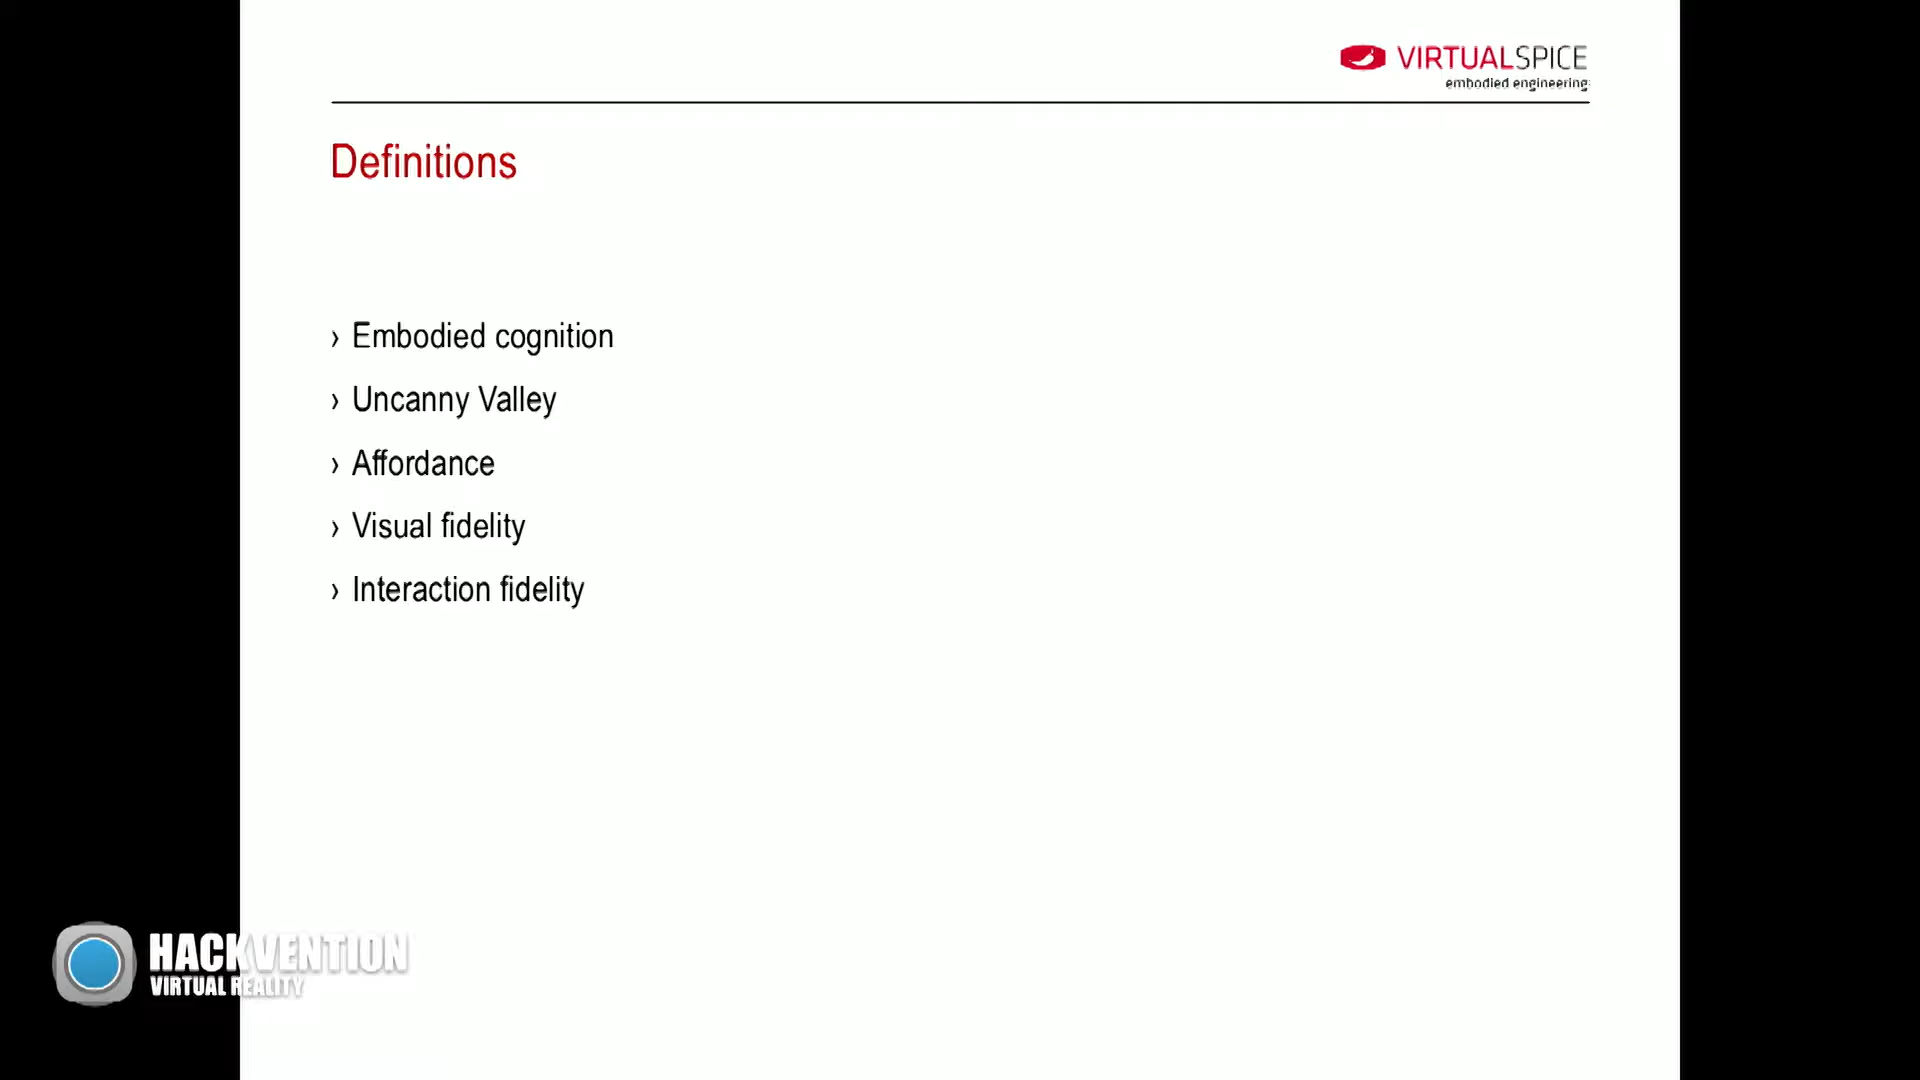 VIRTUALSPICE
embodied engineering
Definitions
› Embodied cognition
› Uncanny Valley
› Affordance
› Visual fidelity
› Interaction fidelity
HACKVENTION
VIRTUAL REALITY